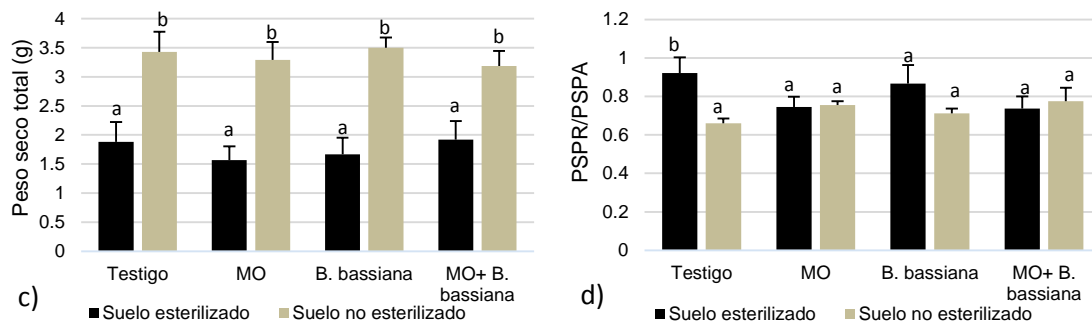 Peso seco total (g)
4
3.5
3
2.5
2
1.5
1
0.5
0
a b a b a b a b
Testigo MO B. bassiana MO+ B. bassiana
c)
Suelo esterilizado Suelo no esterilizado
PSPR/PSPA
1.2
1
0.8
0.6
0.4
0.2
0
b a a a a a a a
Testigo MO B. bassiana MO+ B. bassiana
d)
Suelo esterilizado Suelo no esterilizado